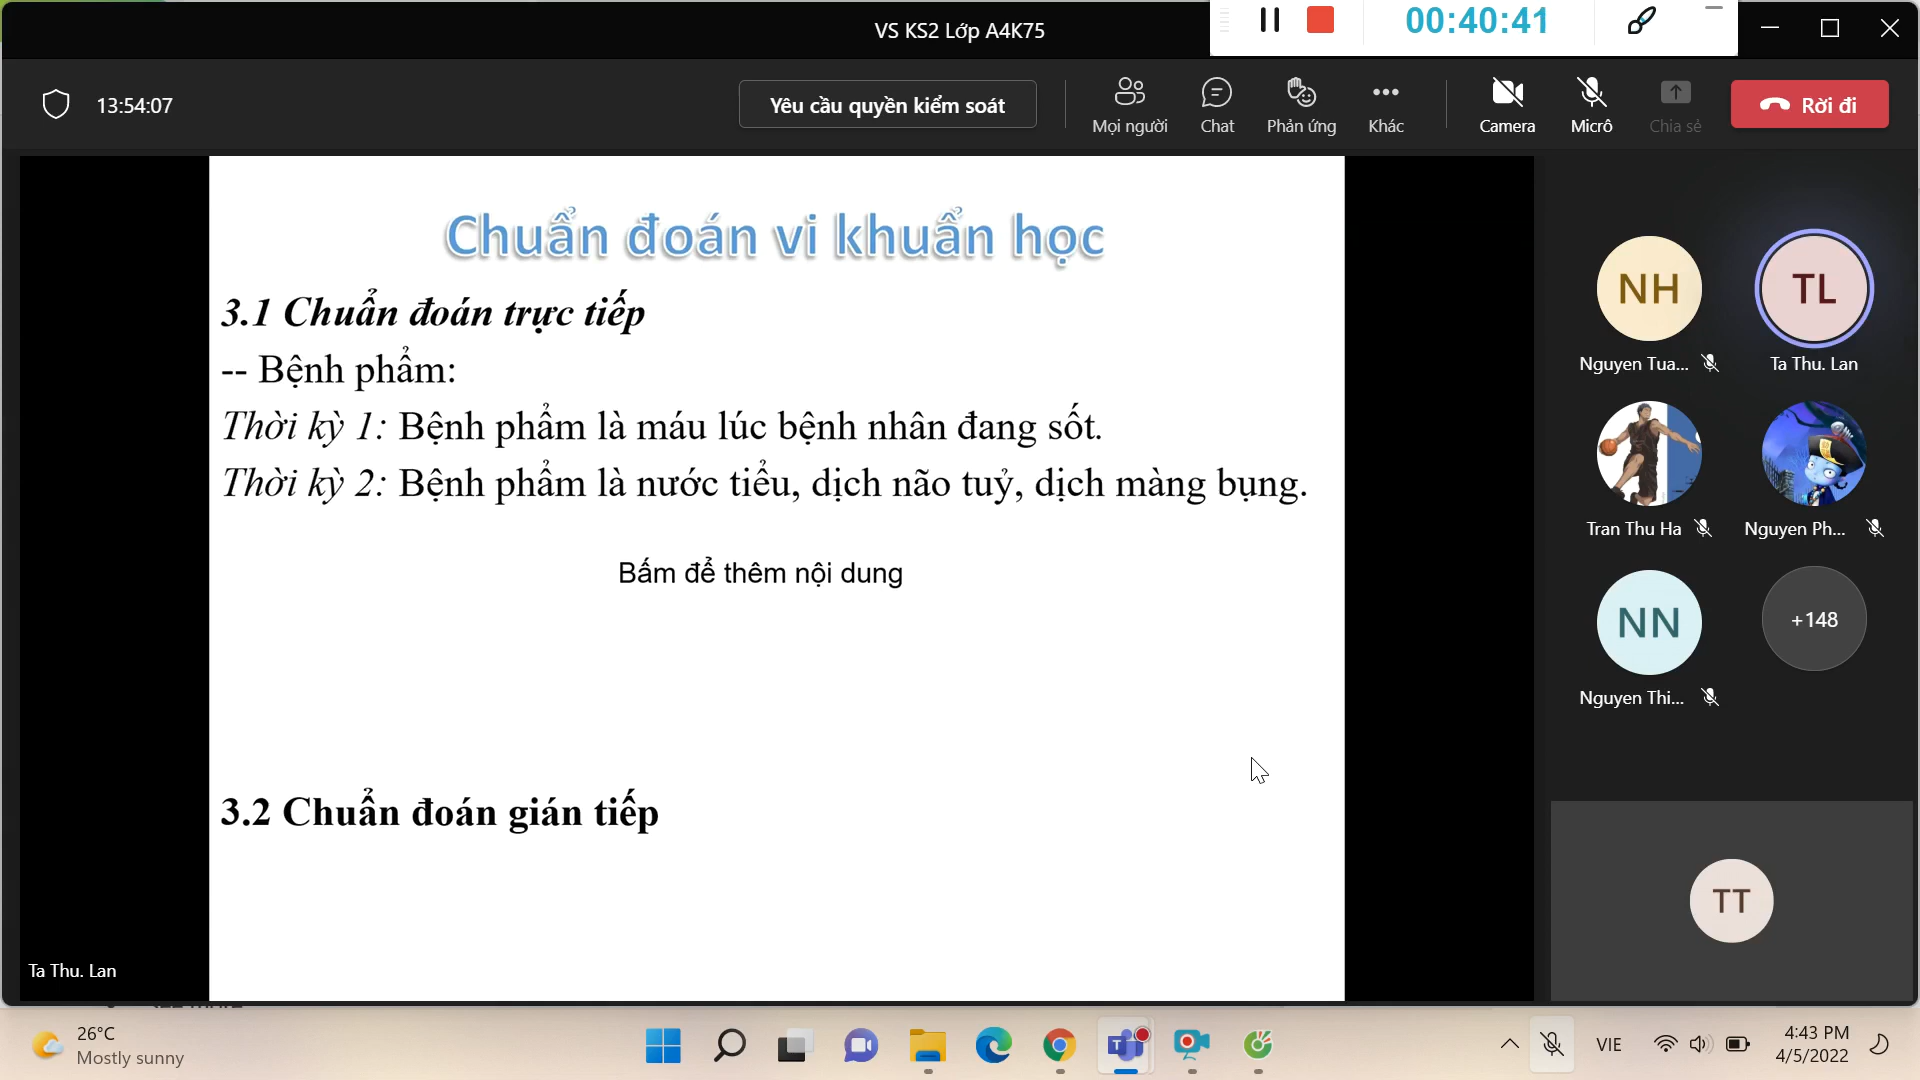 VS KS2 Lớp A4K75
00:40:41
13:54:07
Yêu cầu quyền kiểm soát
Mọi người
Chat
Phản ứng
Khác
Camera
Micrô
Chia sẻ
Rời đi
Chuẩn đoán vi khuẩn học
3.1 Chuẩn đoán trực tiếp
-- Bệnh phẩm:
Thời kỳ 1: Bệnh phẩm là máu lúc bệnh nhân đang sốt.
Thời kỳ 2: Bệnh phẩm là nước tiểu, dịch não tuỷ, dịch màng bụng.
Bấm để thêm nội dung
3.2 Chuẩn đoán gián tiếp
Ta Thu. Lan
NH
Nguyen Tua...
TL
Ta Thu. Lan
Tran Thu Ha
Nguyen Ph...
NN
Nguyen Thi...
+148
TT
26°C
Mostly sunny
VIE
4:43 PM
4/5/2022